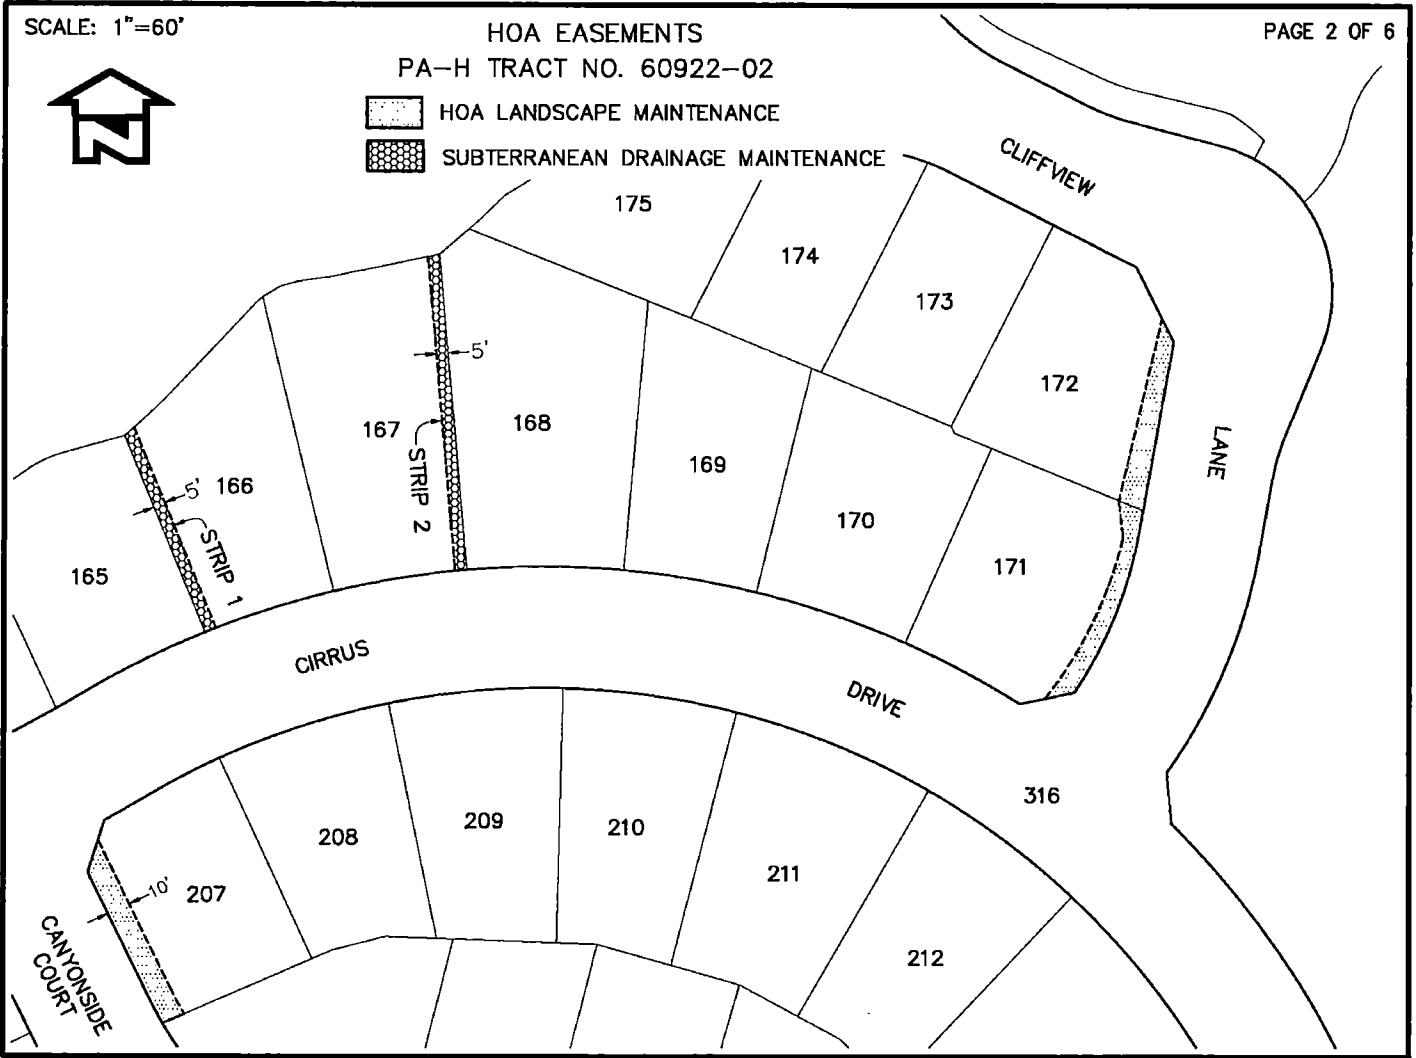 SCALE: 1"=60'
HOA EASEMENTS
PAGE 2 OF 6
PA-H TRACT NO. 60922-02
HOA LANDSCAPE MAINTENANCE
SUBTERRANEAN DRAINAGE MAINTENANCE
N
CLIFFVIEW
LANE
175
174
173
172
5'
167
168
STRIP 2
169
170
171
5'
166
STRIP 1
165
CIRRUS
DRIVE
316
207
10'
208
209
210
211
212
CANYONSIDE
COURT